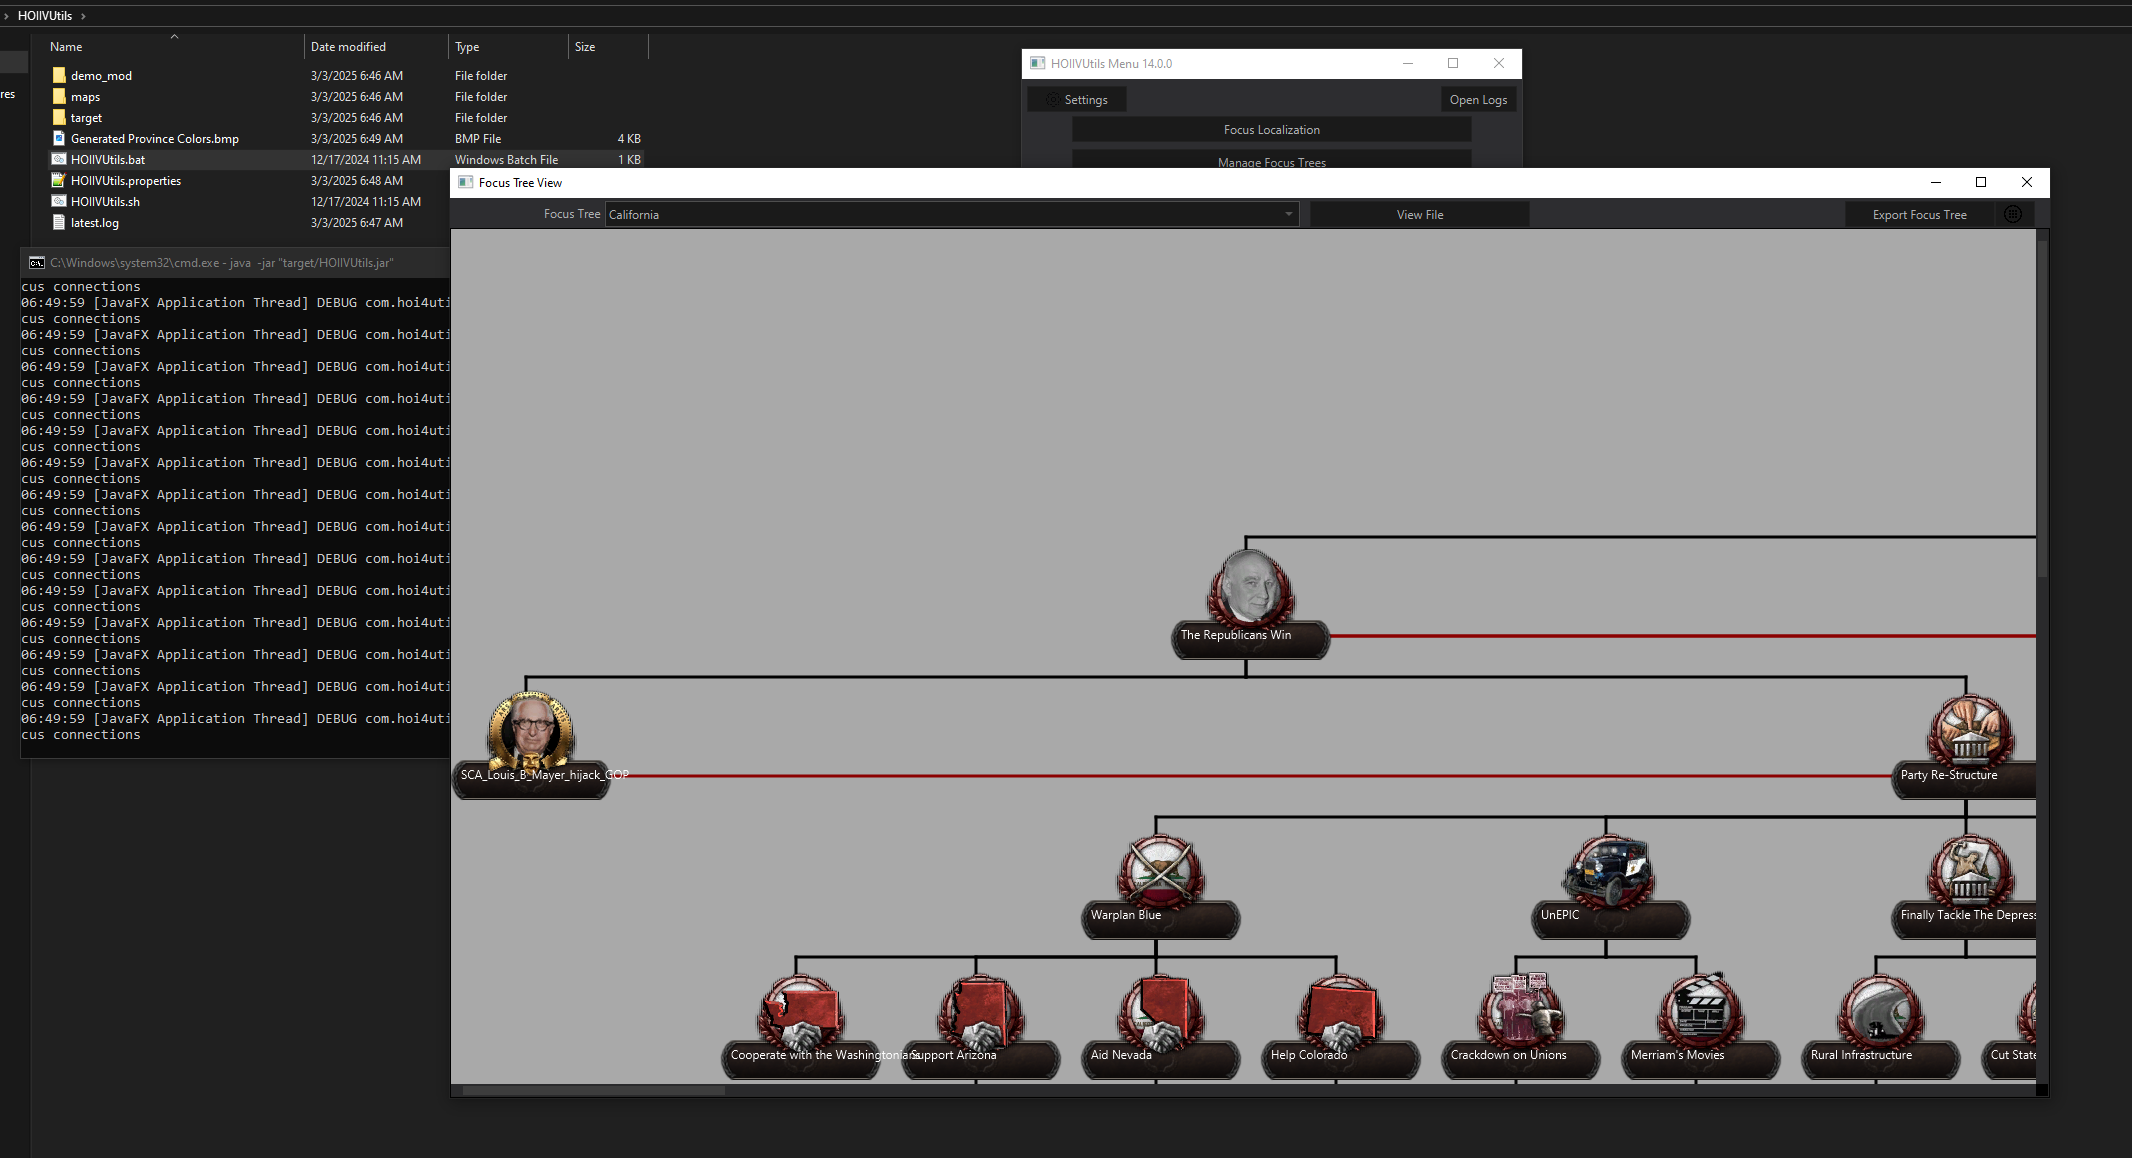 HOIIVUtils
Name Date modified Type Size
demo_mod 3/3/2025 6:46 AM File folder
maps 3/3/2025 6:46 AM File folder
target 3/3/2025 6:46 AM File folder
Generated Province Colors.bmp 3/3/2025 6:49 AM BMP File 4 KB
HOIIVUtils.bat 12/17/2024 11:15 AM Windows Batch File 1 KB
HOIIVUtils.properties 3/3/2025 6:48 AM
HOIIVUtils.sh 12/17/2024 11:15 AM
latest.log 3/3/2025 6:47 AM
res
C:\Windows\system32\cmd.exe - java  -jar "target/HOIIVUtils.jar"
cus connections
06:49:59 [JavaFX Application Thread] DEBUG com.hoi4uti
cus connections
06:49:59 [JavaFX Application Thread] DEBUG com.hoi4uti
cus connections
06:49:59 [JavaFX Application Thread] DEBUG com.hoi4uti
cus connections
06:49:59 [JavaFX Application Thread] DEBUG com.hoi4uti
cus connections
06:49:59 [JavaFX Application Thread] DEBUG com.hoi4uti
cus connections
06:49:59 [JavaFX Application Thread] DEBUG com.hoi4uti
cus connections
06:49:59 [JavaFX Application Thread] DEBUG com.hoi4uti
cus connections
06:49:59 [JavaFX Application Thread] DEBUG com.hoi4uti
cus connections
06:49:59 [JavaFX Application Thread] DEBUG com.hoi4uti
cus connections
06:49:59 [JavaFX Application Thread] DEBUG com.hoi4uti
cus connections
06:49:59 [JavaFX Application Thread] DEBUG com.hoi4uti
cus connections
06:49:59 [JavaFX Application Thread] DEBUG com.hoi4uti
cus connections
06:49:59 [JavaFX Application Thread] DEBUG com.hoi4uti
cus connections
06:49:59 [JavaFX Application Thread] DEBUG com.hoi4uti
cus connections
HOIIVUtils Menu 14.0.0
Settings Open Logs
Focus Localization
Manage Focus Trees
Focus Tree View
Focus Tree California View File Export Focus Tree
The Republicans Win
SCA_Louis_B_Mayer_hijack_GOP
Party Re-Structure
Warplan Blue
UnEPIC
Finally Tackle The Depress
Cooperate with the Washingtonians
Support Arizona
Aid Nevada
Help Colorado
Crackdown on Unions
Merriam's Movies
Rural Infrastructure
Cut State